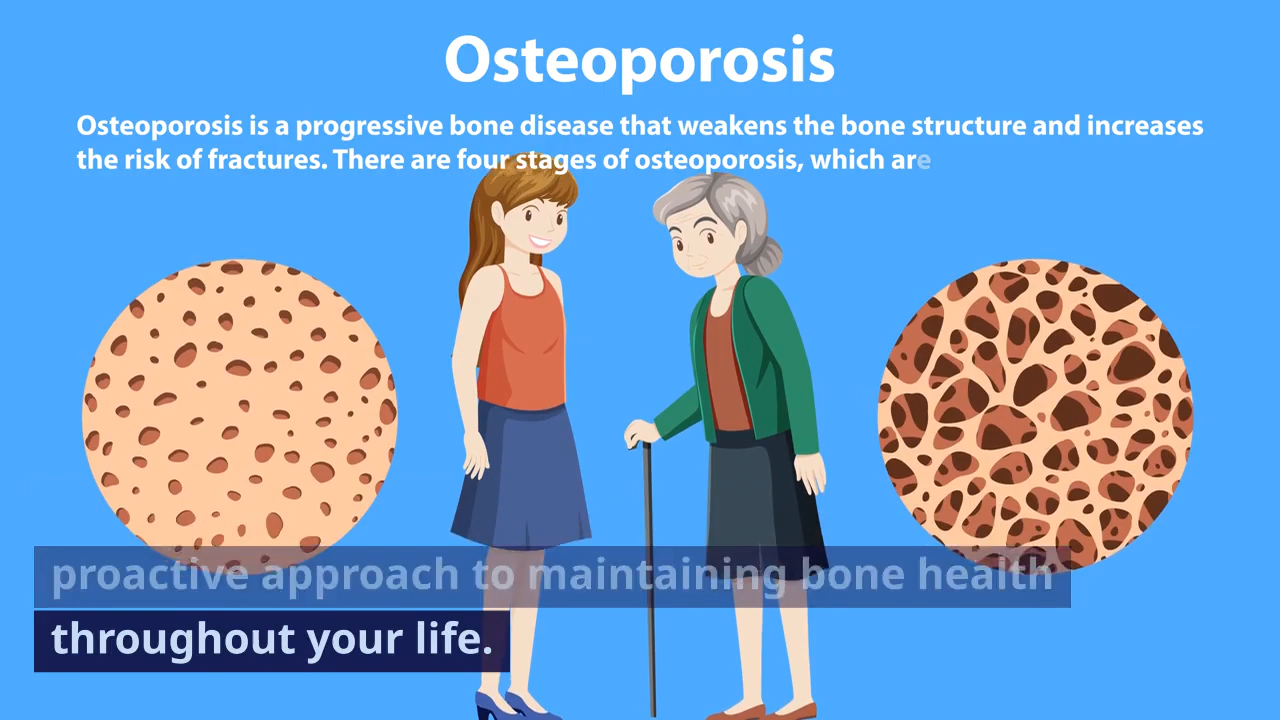 Osteoporosis
Osteoporosis is a progressive bone disease that weakens the bone structure and increases
the risk of fractures. There are four stages of osteoporosis, which are
proactive approach to maintaining bone health
throughout your life.